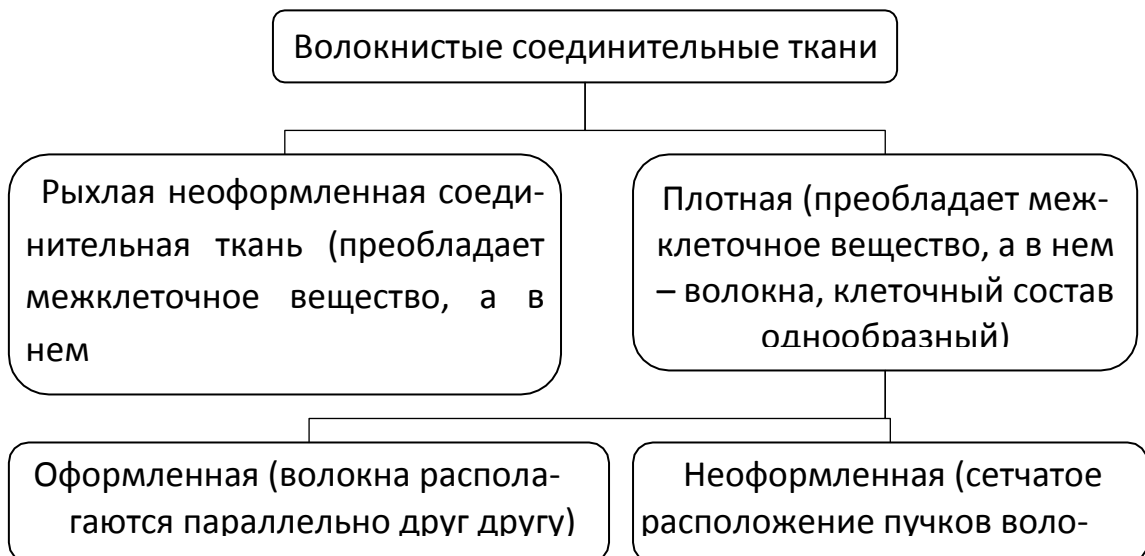 Волокнистые соединительные ткани
Рыхлая неоформленная соеди-
нительная ткань (преобладает
межклеточное вещество, а в
нем
Плотная (преобладает меж-
клеточное вещество, а в нем
– волокна, клеточный состав
однообразный)
Оформленная (волокна распола-
гаются параллельно друг другу)
Неоформленная (сетчатое
расположение пучков воло-